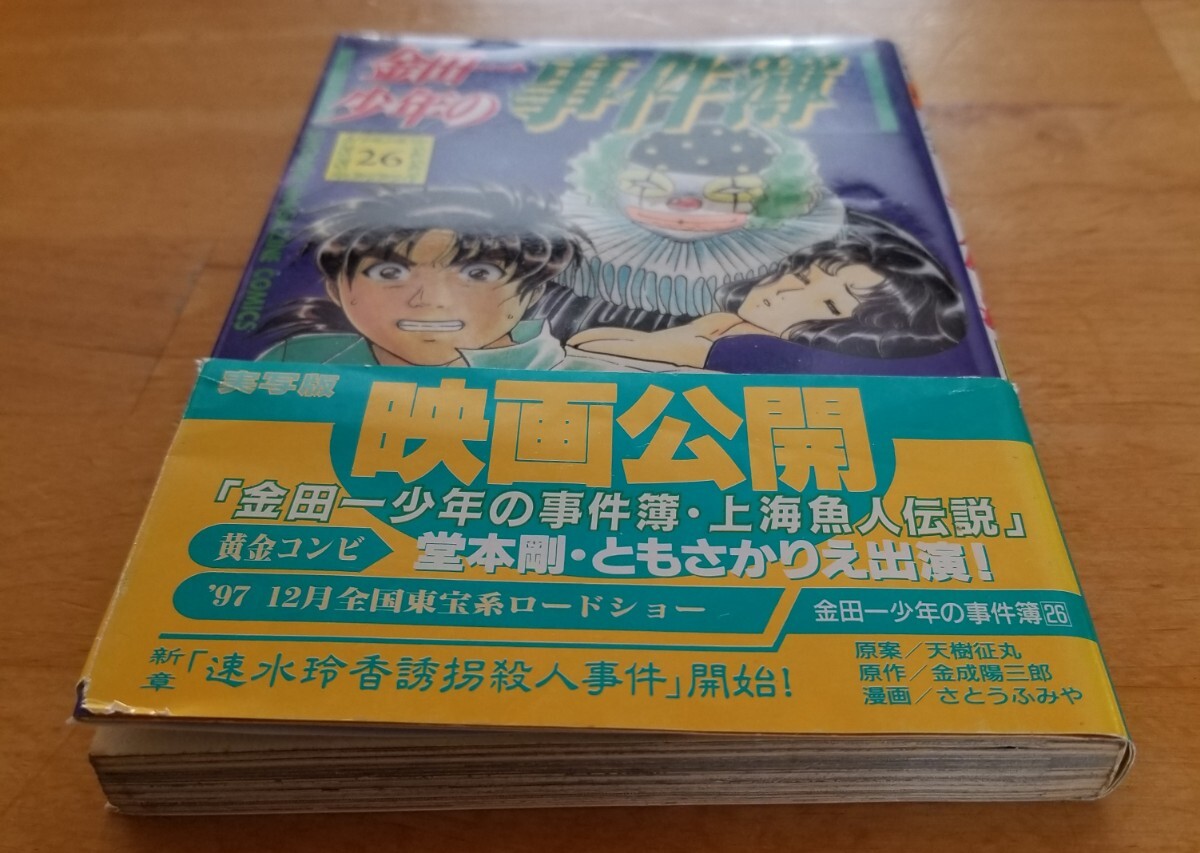 金田一
少年の
事件簿
26
COMICS
実写版
映画公開
「金田一少年の事件簿・上海魚人伝説」
黄金コンビ
堂本剛・ともさかりえ出演!
'97 12月全国東宝系ロードショー
金田一少年の事件簿26
新章「速水玲香誘拐殺人事件」開始!
原案/天樹征丸
原作/金成陽三郎
漫画/さとうふみや